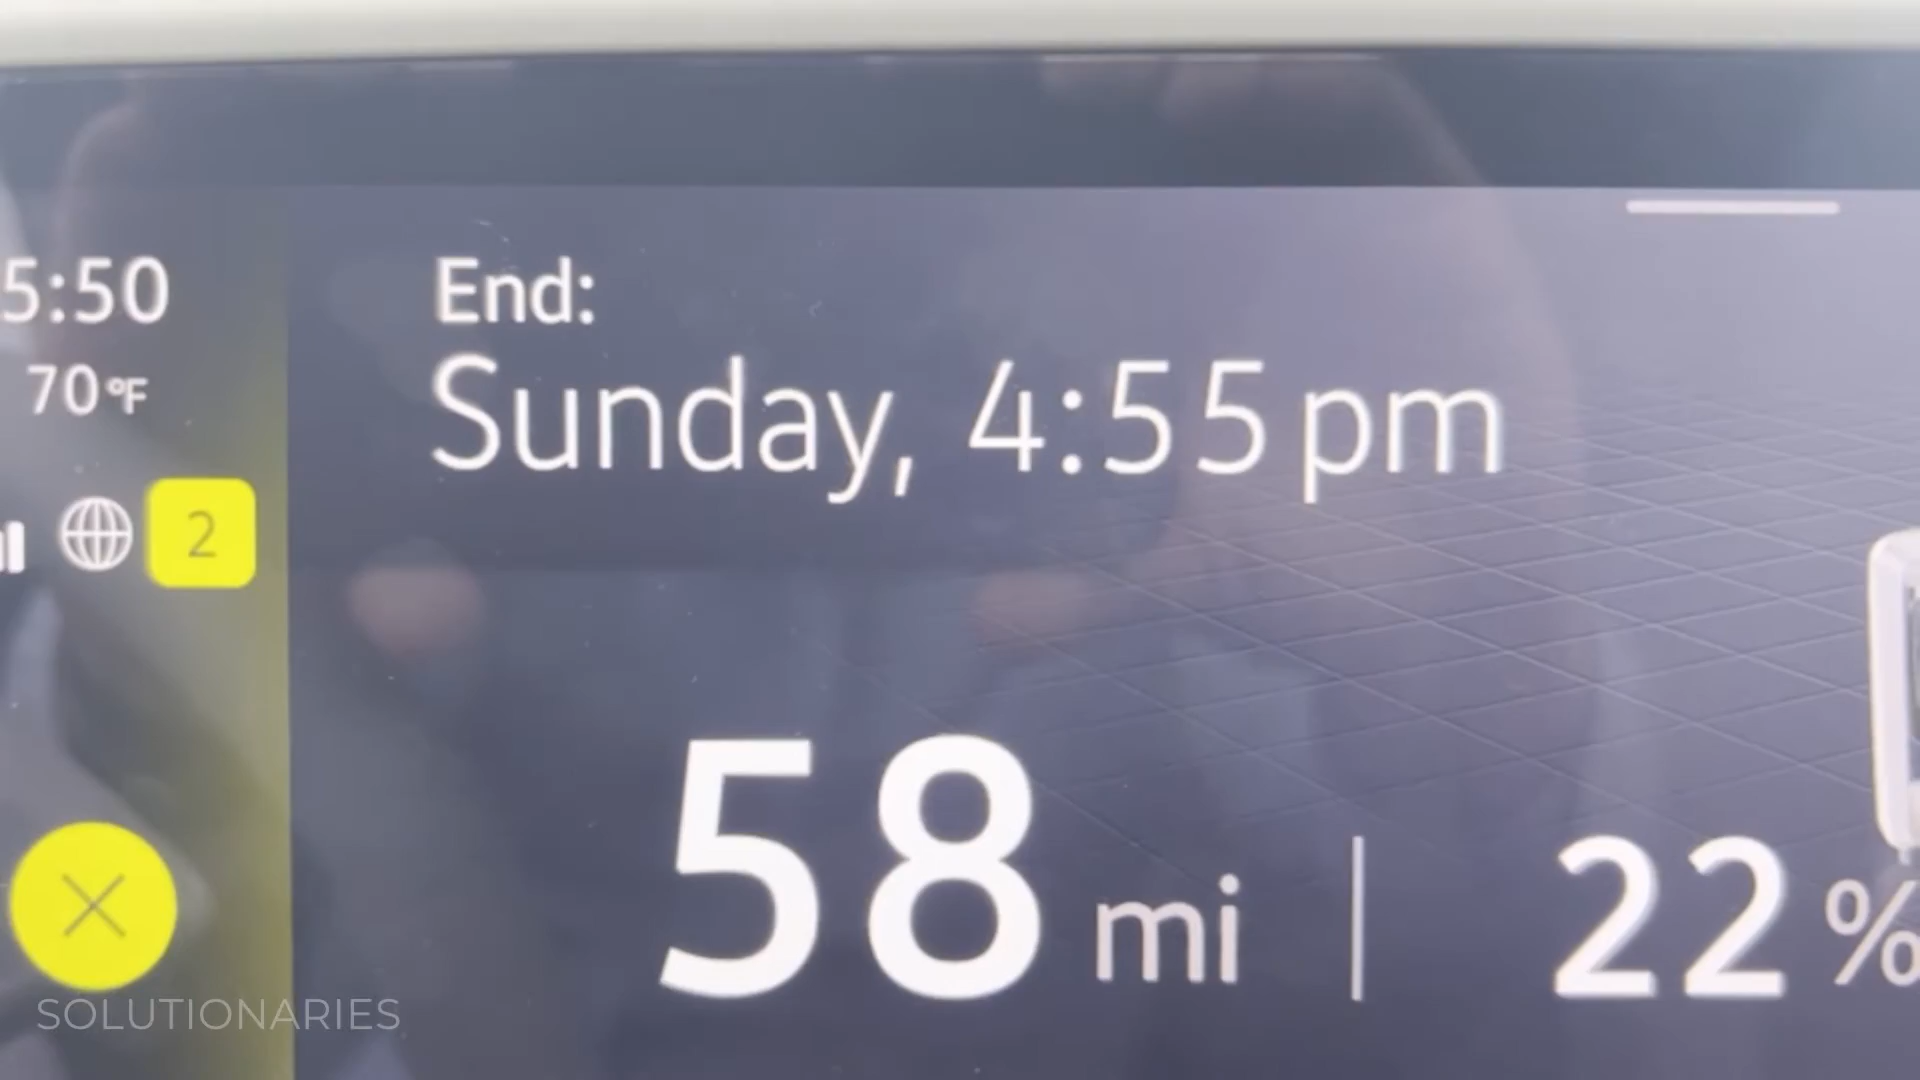 5:50
70°F
2
End:
Sunday, 4:55 pm
58 mi | 22 %
SOLUTIONARIES